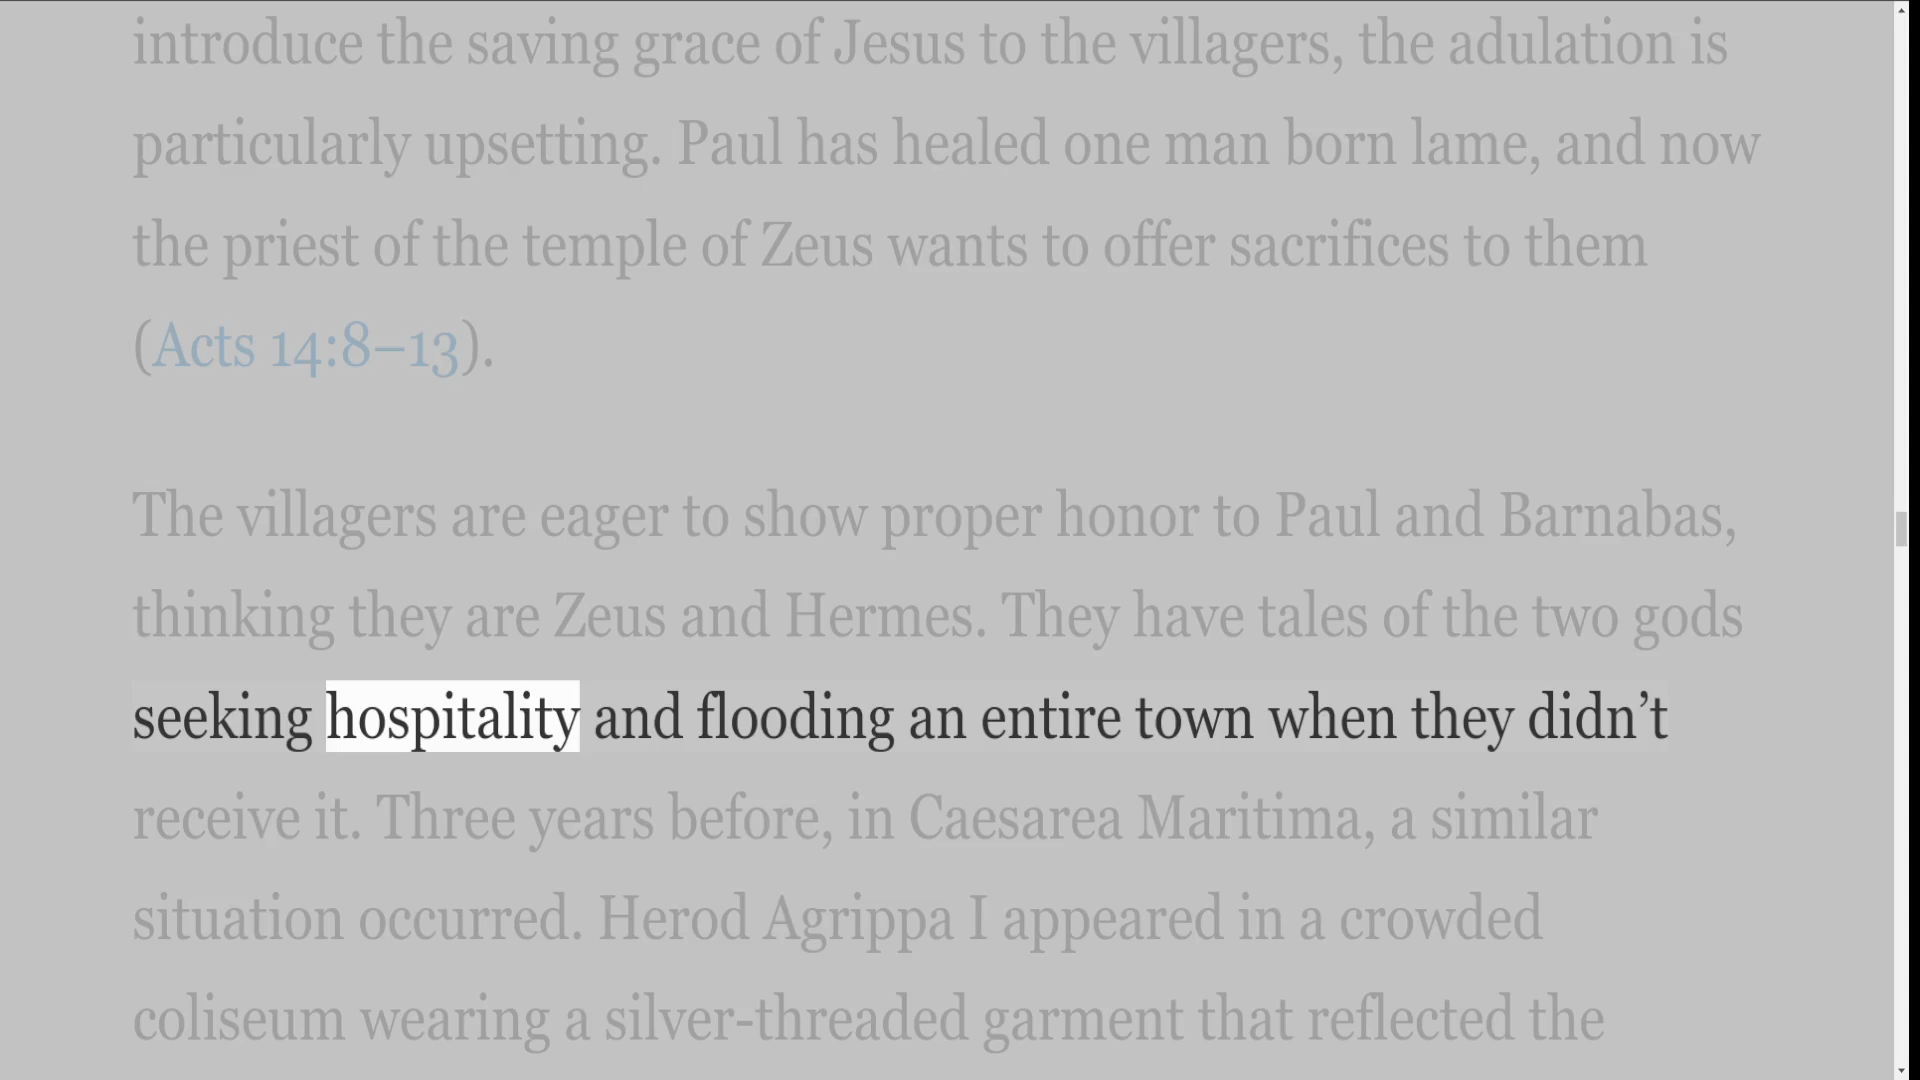 introduce the saving grace of Jesus to the villagers, the adulation is
particularly upsetting. Paul has healed one man born lame, and now
the priest of the temple of Zeus wants to offer sacrifices to them
(Acts 14:8–13).
The villagers are eager to show proper honor to Paul and Barnabas,
thinking they are Zeus and Hermes. They have tales of the two gods
seeking hospitality and flooding an entire town when they didn’t
receive it. Three years before, in Caesarea Maritima, a similar
situation occurred. Herod Agrippa I appeared in a crowded
coliseum wearing a silver-threaded garment that reflected the